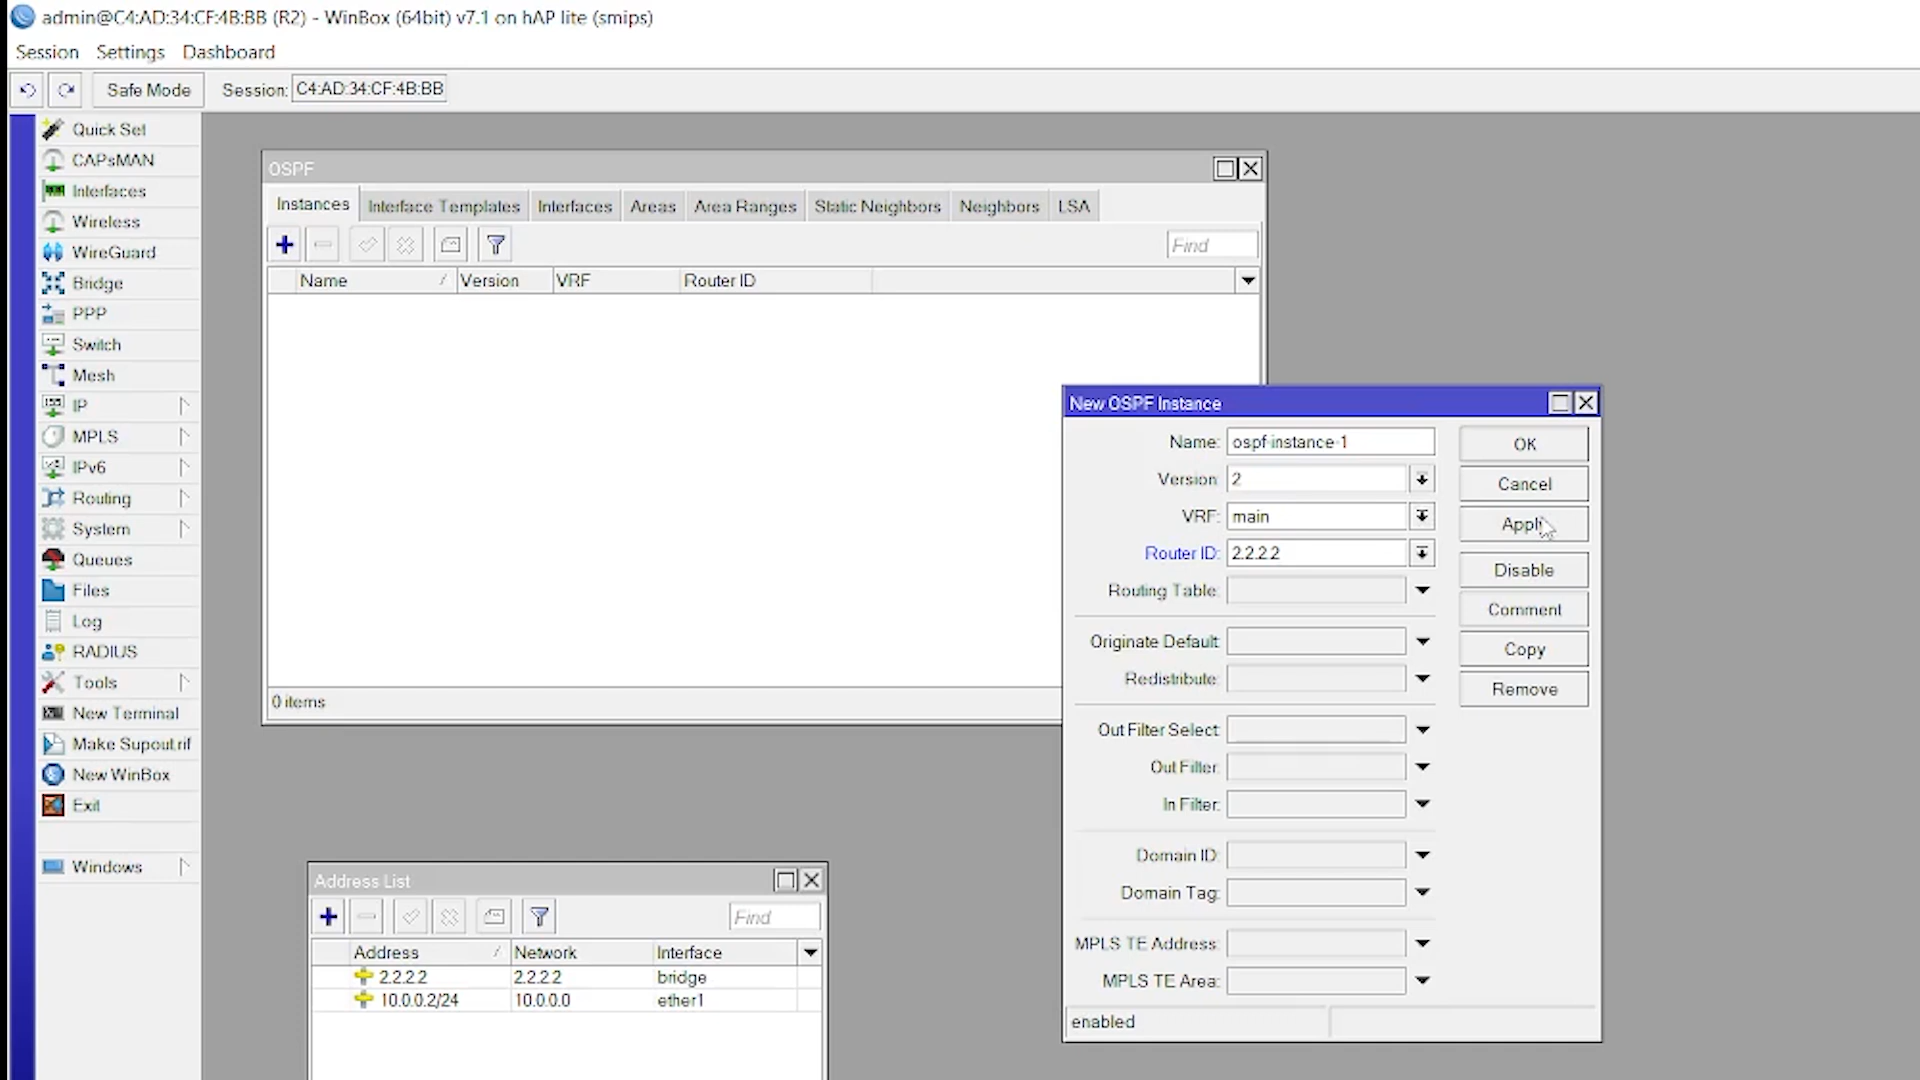 admin@C4:AD:34:CF:4B:BB (R2) - WinBox (64bit) v7.1 on hAP lite (smips)
Session Settings Dashboard
Safe Mode Session: C4:AD:34:CF:4B:BB
Quick Set
CAPsMAN
Interfaces
Wireless
WireGuard
Bridge
PPP
Switch
Mesh
IP
MPLS
IPv6
Routing
System
Queues
Files
Log
RADIUS
Tools
New Terminal
Make Supout.rif
New WinBox
Exit
Windows
OSPF
Instances Interface Templates Interfaces Areas Area Ranges Static Neighbors Neighbors LSA
Find
Name Version VRF Router ID
0 items
New OSPF Instance
Name: ospf-instance-1
Version: 2
VRF: main
Router ID: 2.2.2.2
Routing Table:
Originate Default:
Redistribute:
Out Filter Select:
Out Filter:
In Filter:
Domain ID:
Domain Tag:
MPLS TE Address:
MPLS TE Area:
enabled
OK
Cancel
Apply
Disable
Comment
Copy
Remove
Address List
Find
Address Network Interface
2.2.2.2 2.2.2.2 bridge
10.0.0.2/24 10.0.0.0 ether1